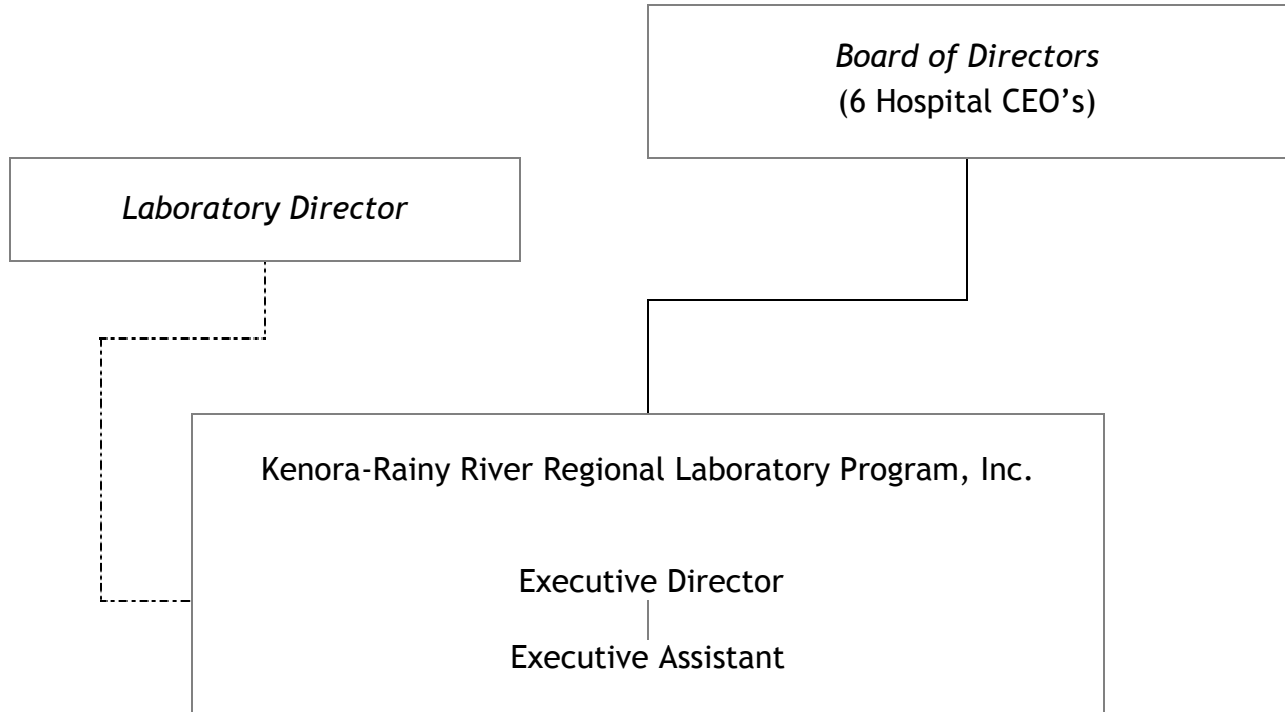 Board of Directors
(6 Hospital CEO’s)
Laboratory Director
Kenora-Rainy River Regional Laboratory Program, Inc.
Executive Director
Executive Assistant